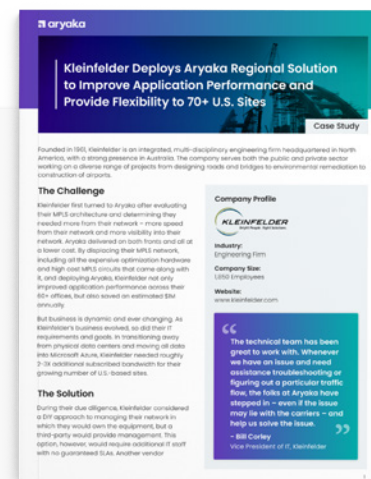 aryaka
Kleinfelder Deploys Aryaka Regional Solution
to Improve Application Performance and
Provide Flexibility to 70+ U.S. Sites
Case Study
Founded in 1961, Kleinfelder is an integrated, multi-disciplinary engineering firm headquartered in North
America, with a strong presence in Australia. The company serves both the public and private sector
working on a diverse range of projects from designing roads and bridges to environmental remediation to
construction of airports.
The Challenge
Kleinfelder first turned to Aryaka after evaluating
their MPLS architecture and determining they
needed more from their network – more speed
from their network and more visibility into their
network. Aryaka delivered on both fronts and all at
a lower cost. By displacing their MPLS network,
including all the expensive optimization hardware
and high cost MPLS circuits that came along with
it, and deploying Aryaka, Kleinfelder not only
improved application performance across their
60+ offices, but also saved an estimated $1M
annually.
But business is dynamic and ever changing. As
Kleinfelder's business evolved, so did their IT
requirements and goals. In transitioning away
from physical data centers and moving all data
into Microsoft Azure, Kleinfelder needed roughly
2-3X additional subscribed bandwidth for their
growing number of U.S.-based sites.
The Solution
During their due diligence, Kleinfelder considered
a DIY approach to managing their network in
which they would own the equipment, but a
third-party would provide management. This
option, however, would require additional IT staff
with no guaranteed SLAs. Another vendor
Company Profile
KLEINFELDER
Bright People. Right Solutions.
Industry:
Engineering Firm
Company Size:
Employees
Website:
www.kleinfelder.com
“
The technical team has been
great to work with. Whenever
we have an issue and need
assistance troubleshooting or
figuring out a particular traffic
flow, the folks at Aryaka have
stepped in – even if the issue
may lie with the carriers – and
help us solve the issue.
”
- Bill Corley
Vice President of IT, Kleinfelder